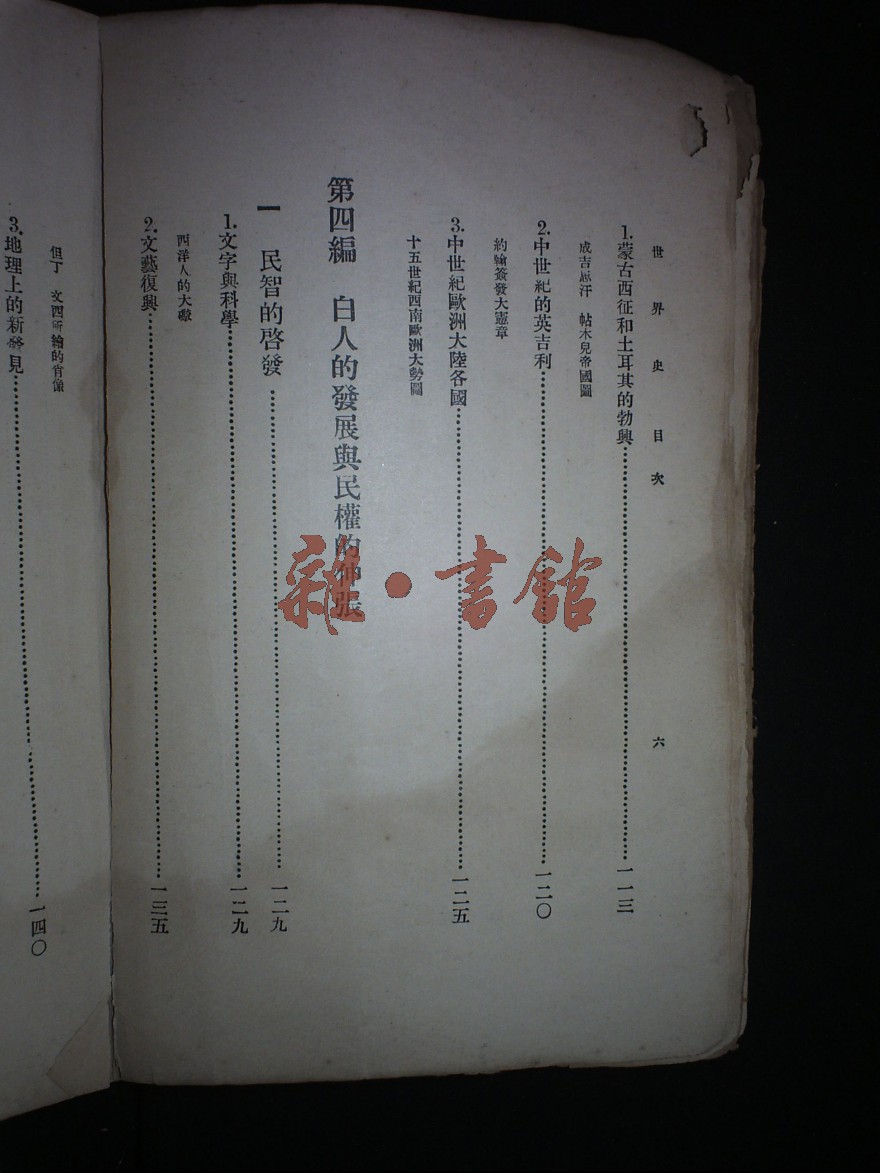 世界史目次 六
1.蒙古西征和土耳其的勃興……一一三
成吉思汗 帖木兒帝國圖
2.中世紀的英吉利……一二〇
約翰簽發大憲章
3.中世紀歐洲大陸各國……一二五
十五世紀西南歐洲大勢圖
第四編 白人的發展與民權的伸張
一 民智的啓發……一二九
1.文字與科學……一二九
西洋人的大礮
2.文藝復興……一三五
但丁 文西所繪的肖像
3.地理上的新發見……一四〇
雜·書館